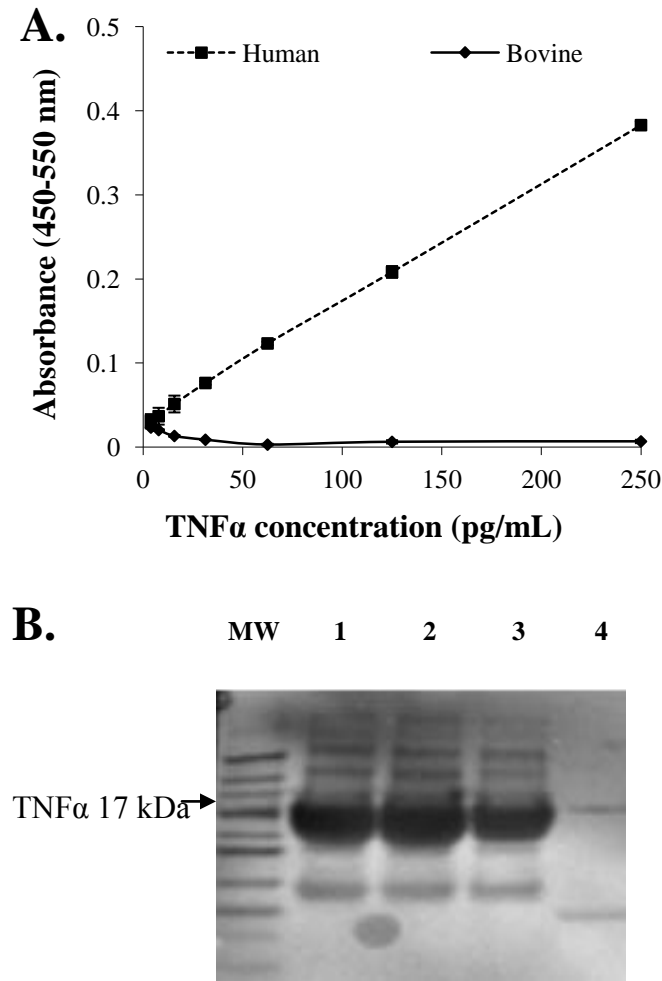 A.
0.5
0.4
0.3
0.2
0.1
0
Human
Bovine
0 50 100 150 200 250
Absorbance (450-550 nm)
TNFα concentration (pg/mL)
B.
MW 1 2 3 4
TNFα 17 kDa